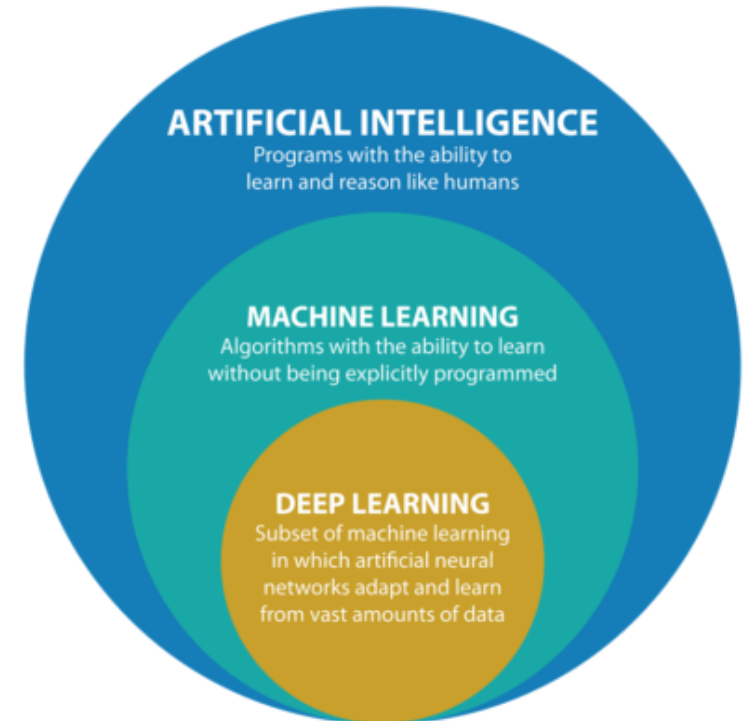 ARTIFICIAL INTELLIGENCE
Programs with the ability to
learn and reason like humans
MACHINE LEARNING
Algorithms with the ability to learn
without being explicitly programmed
DEEP LEARNING
Subset of machine learning
in which artificial neural
networks adapt and learn
from vast amounts of data